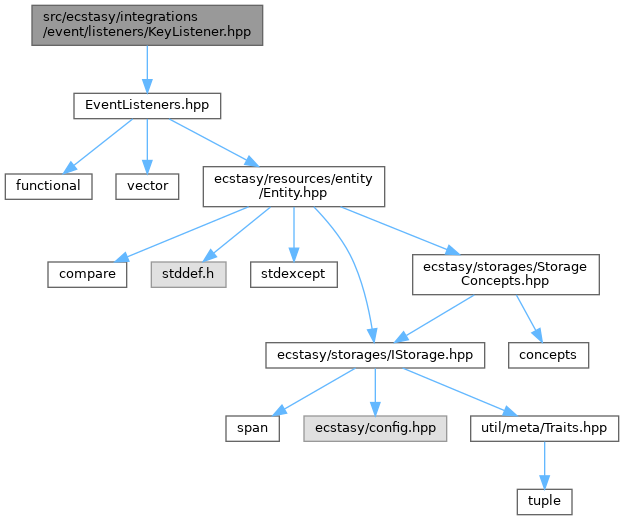 src/ecstasy/integrations
/event/listeners/KeyListener.hpp
EventListeners.hpp
functional
vector
ecstasy/resources/entity
/Entity.hpp
compare
stddef.h
stdexcept
ecstasy/storages/Storage
Concepts.hpp
ecstasy/storages/IStorage.hpp
concepts
span
ecstasy/config.hpp
util/meta/Traits.hpp
tuple